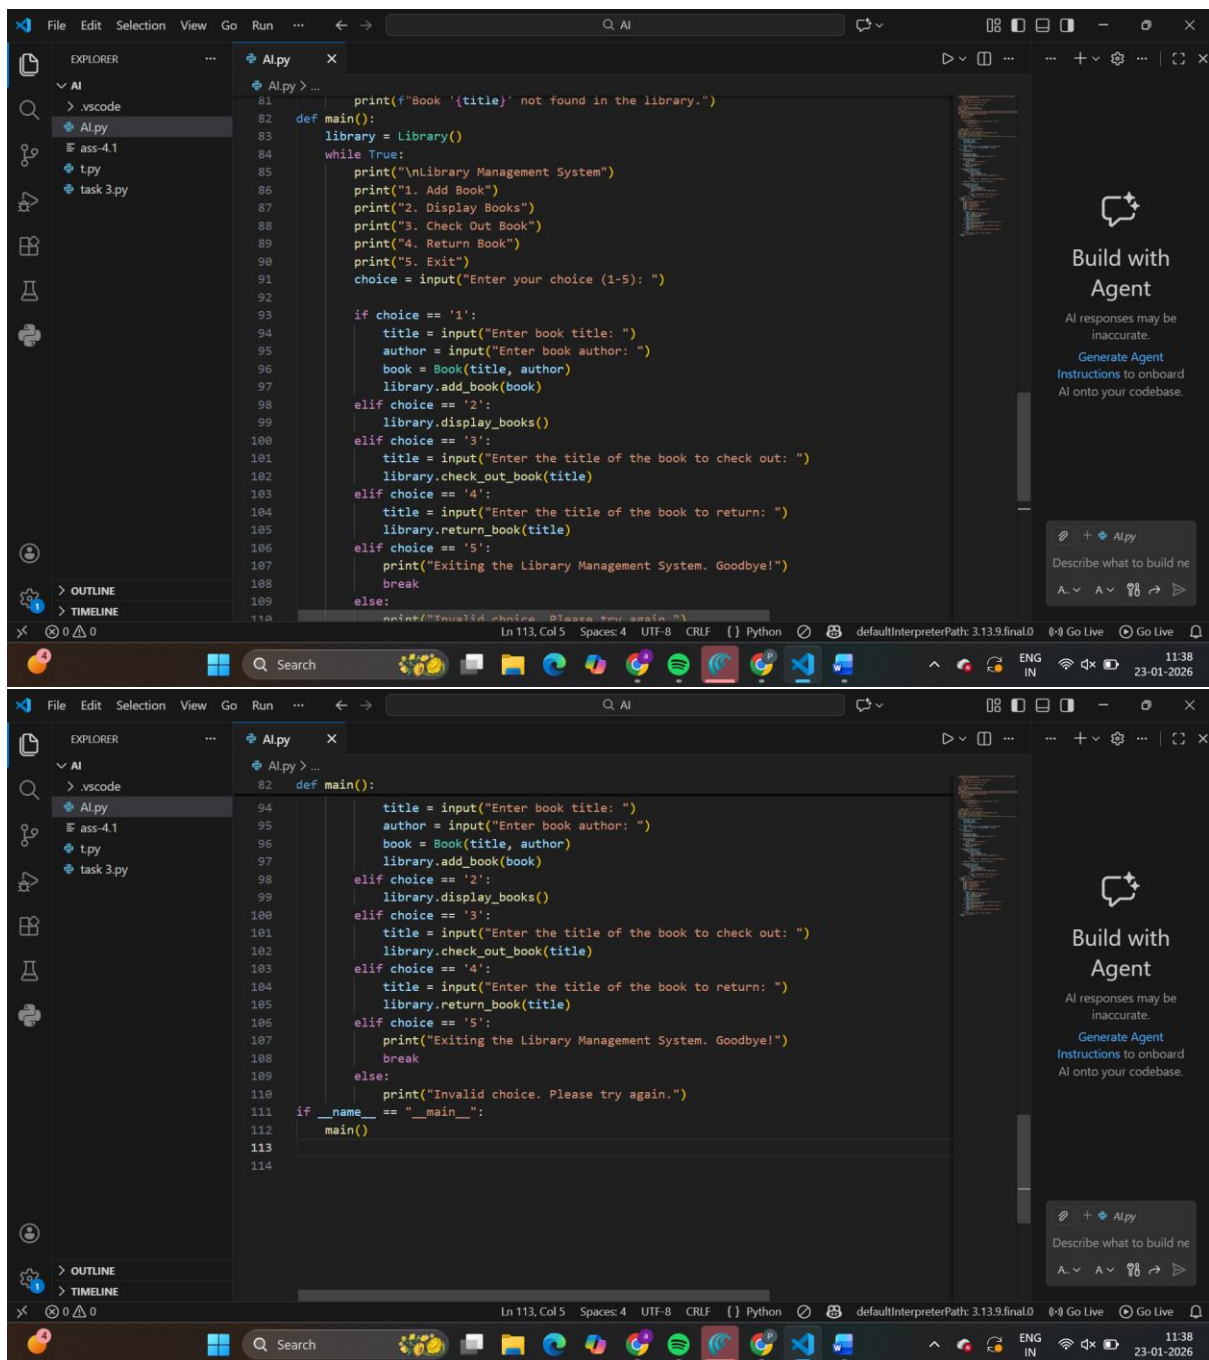 File Edit Selection View Go Run ··· ← → AI
EXPLORER ···
AI
.vscode
AI.py
ass-4.1
t.py
task 3.py
OUTLINE
TIMELINE
AI.py
AI.py > ...
81 print(f"Book '{title}' not found in the library.")
82 def main():
83 library = Library()
84 while True:
85 print("\nLibrary Management System")
86 print("1. Add Book")
87 print("2. Display Books")
88 print("3. Check Out Book")
89 print("4. Return Book")
90 print("5. Exit")
91 choice = input("Enter your choice (1-5): ")
92
93 if choice == '1':
94 title = input("Enter book title: ")
95 author = input("Enter book author: ")
96 book = Book(title, author)
97 library.add_book(book)
98 elif choice == '2':
99 library.display_books()
100 elif choice == '3':
101 title = input("Enter the title of the book to check out: ")
102 library.check_out_book(title)
103 elif choice == '4':
104 title = input("Enter the title of the book to return: ")
105 library.return_book(title)
106 elif choice == '5':
107 print("Exiting the Library Management System. Goodbye!")
108 break
109 else:
110 print("Invalid choice. Please try again.")
Build with
Agent
AI responses may be
inaccurate.
Generate Agent
Instructions to onboard
AI onto your codebase.
AI.py
Describe what to build ne
A.. A
0 0 Ln 113, Col 5 Spaces: 4 UTF-8 CRLF {} Python defaultInterpreterPath: 3.13.9.final.0 Go Live Go Live
4 Search ENG
IN
11:38
23-01-2026
File Edit Selection View Go Run ··· ← → AI
EXPLORER ···
AI
.vscode
AI.py
ass-4.1
t.py
task 3.py
OUTLINE
TIMELINE
AI.py
AI.py > ...
82 def main():
94 title = input("Enter book title: ")
95 author = input("Enter book author: ")
96 book = Book(title, author)
97 library.add_book(book)
98 elif choice == '2':
99 library.display_books()
100 elif choice == '3':
101 title = input("Enter the title of the book to check out: ")
102 library.check_out_book(title)
103 elif choice == '4':
104 title = input("Enter the title of the book to return: ")
105 library.return_book(title)
106 elif choice == '5':
107 print("Exiting the Library Management System. Goodbye!")
108 break
109 else:
110 print("Invalid choice. Please try again.")
111 if __name__ == "__main__":
112 main()
113
114
Build with
Agent
AI responses may be
inaccurate.
Generate Agent
Instructions to onboard
AI onto your codebase.
AI.py
Describe what to build ne
A.. A
0 0 Ln 113, Col 5 Spaces: 4 UTF-8 CRLF {} Python defaultInterpreterPath: 3.13.9.final.0 Go Live Go Live
4 Search ENG
IN
11:38
23-01-2026